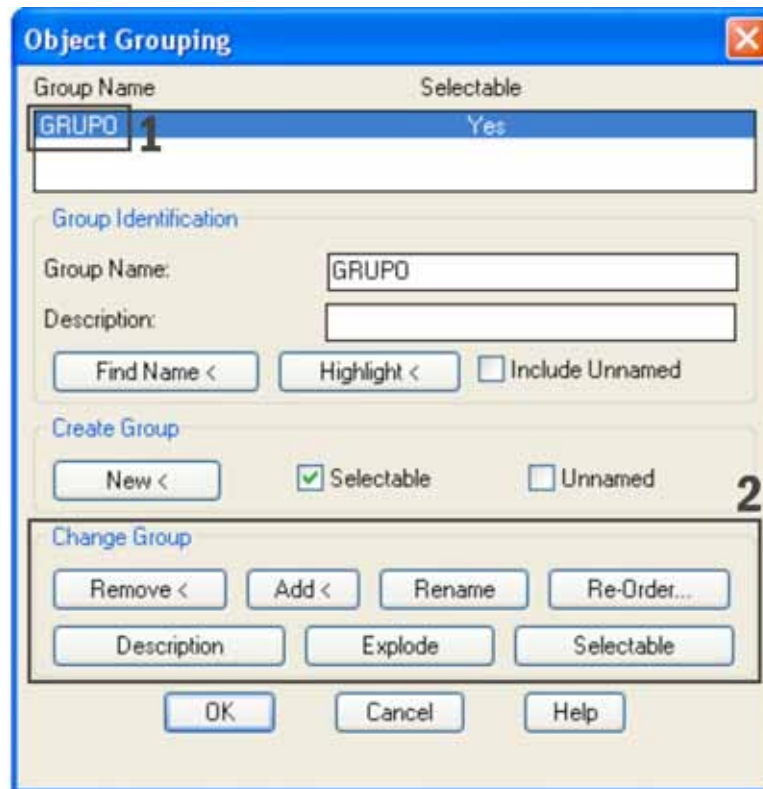 Object Grouping
Group Name Selectable
GRUPO 1 Yes
Group Identification
Group Name: GRUPO
Description:
Find Name < Highlight < Include Unnamed
Create Group
New < Selectable Unnamed
2
Change Group
Remove < Add < Rename Re-Order...
Description Explode Selectable
OK Cancel Help